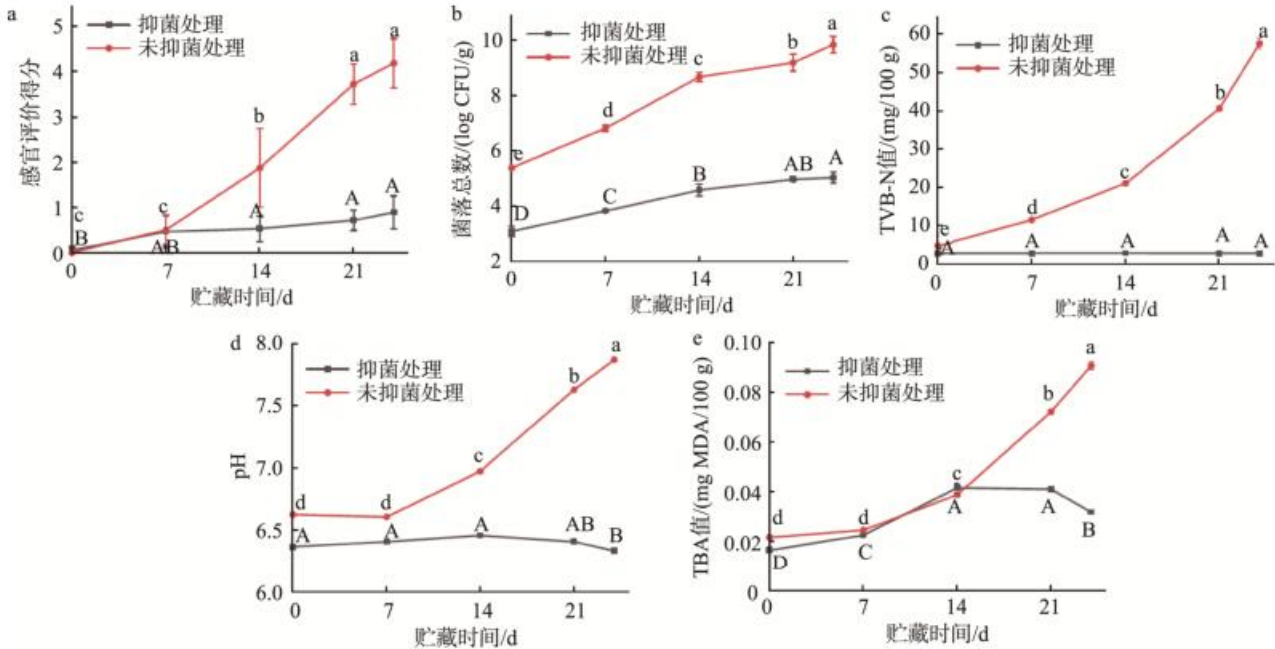 a
感官评价得分
5
4
3
2
1
0
抑菌处理
未抑菌处理
a
a
b
c
c
B
AB
A
A
A
0
7
14
21
贮藏时间/d
b
菌落总数/(log CFU/g)
10
8
6
4
2
抑菌处理
未抑菌处理
a
b
c
d
e
D
C
B
AB
A
0
7
14
21
贮藏时间/d
c
TVB-N值/(mg/100 g)
60
50
40
30
20
10
0
抑菌处理
未抑菌处理
a
b
c
d
e
A
A
A
A
A
0
7
14
21
贮藏时间/d
d
pH
8.0
7.5
7.0
6.5
6.0
抑菌处理
未抑菌处理
a
b
c
d
d
A
A
A
AB
B
0
7
14
21
贮藏时间/d
e
TBA值/(mg MDA/100 g)
0.10
0.08
0.06
0.04
0.02
0.00
抑菌处理
未抑菌处理
a
b
c
d
d
D
C
A
A
B
0
7
14
21
贮藏时间/d